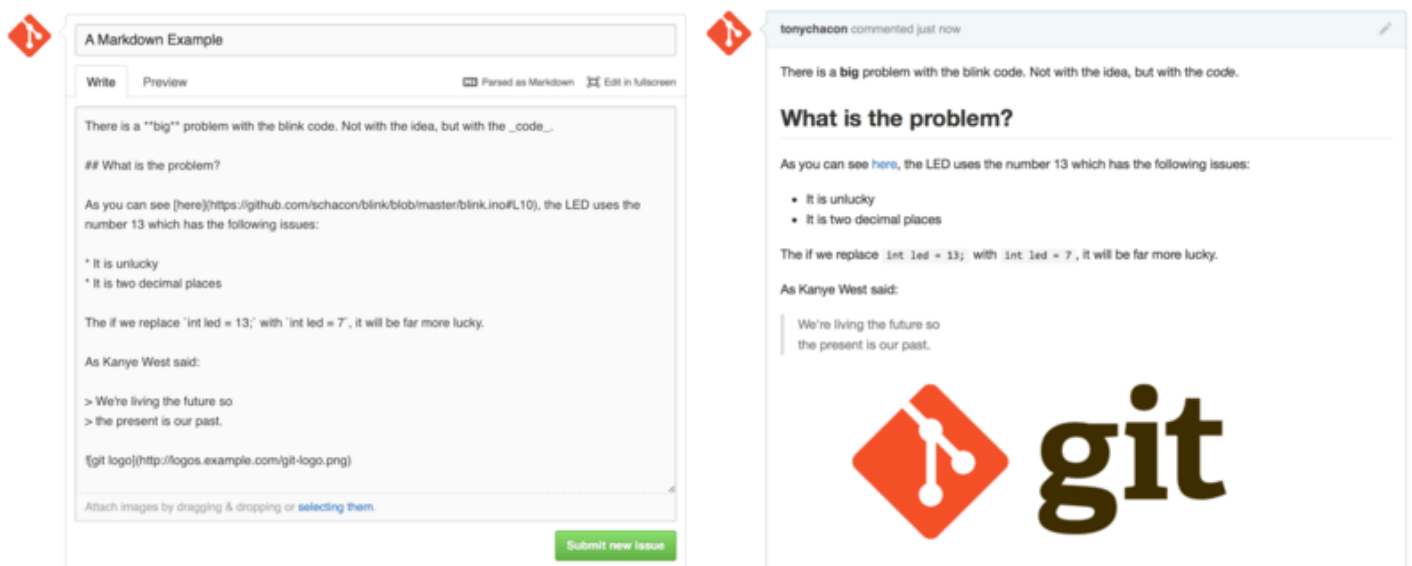 A Markdown Example
Write Preview Parsed as Markdown Edit in fullscreen
There is a **big** problem with the blink code. Not with the idea, but with the _code_.
## What is the problem?
As you can see [here](https://github.com/schacon/blink/blob/master/blink.ino#L10), the LED uses the
number 13 which has the following issues:
* It is unlucky
* It is two decimal places
The if we replace `int led = 13;` with `int led = 7`, it will be far more lucky.
As Kanye West said:
> We're living the future so
> the present is our past.
![git logo](http://logos.example.com/git-logo.png)
Attach images by dragging & dropping or selecting them.
Submit new issue
tonychacon commented just now
There is a big problem with the blink code. Not with the idea, but with the code.
What is the problem?
As you can see here, the LED uses the number 13 which has the following issues:
• It is unlucky
• It is two decimal places
The if we replace int led = 13; with int led = 7 , it will be far more lucky.
As Kanye West said:
We're living the future so
the present is our past.
git